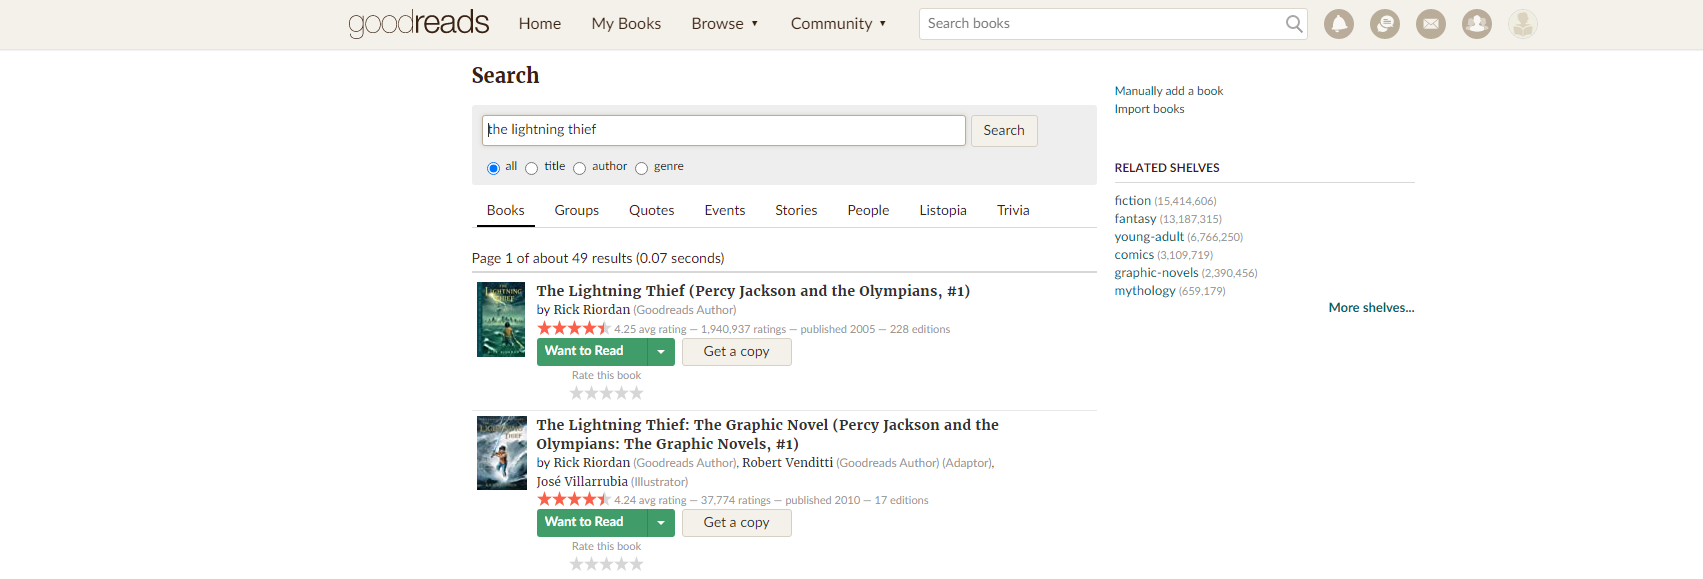 goodreads Home My Books Browse ▼ Community ▼ Search books
Search
the lightning thief Search
all title author genre
Books Groups Quotes Events Stories People Listopia Trivia
Page 1 of about 49 results (0.07 seconds)
THE LIGHTNING THIEF
The Lightning Thief (Percy Jackson and the Olympians, #1)
by Rick Riordan (Goodreads Author)
4.25 avg rating — 1,940,937 ratings — published 2005 — 228 editions
Want to Read Get a copy
Rate this book
LIGHTNING THIEF
The Lightning Thief: The Graphic Novel (Percy Jackson and the
Olympians: The Graphic Novels, #1)
by Rick Riordan (Goodreads Author), Robert Venditti (Goodreads Author) (Adaptor),
José Villarrubia (Illustrator)
4.24 avg rating — 37,774 ratings — published 2010 — 17 editions
Want to Read Get a copy
Rate this book
Manually add a book
Import books
RELATED SHELVES
fiction (15,414,606)
fantasy (13,187,315)
young-adult (6,766,250)
comics (3,109,719)
graphic-novels (2,390,456)
mythology (659,179)
More shelves...